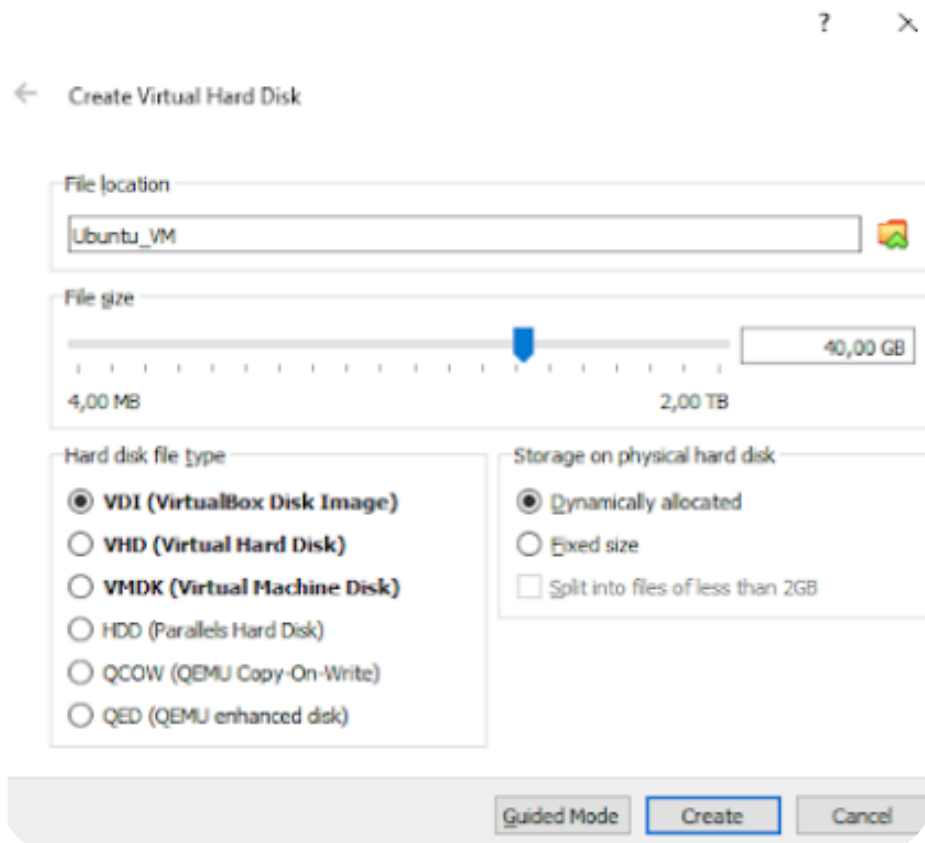 ?
Create Virtual Hard Disk
File location
Ubuntu_VM
File size
40,00 GB
4,00 MB 2,00 TB
Hard disk file type
VDI (VirtualBox Disk Image)
VHD (Virtual Hard Disk)
VMDK (Virtual Machine Disk)
HDD (Parallels Hard Disk)
QCOW (QEMU Copy-On-Write)
QED (QEMU enhanced disk)
Storage on physical hard disk
Dynamically allocated
Fixed size
Split into files of less than 2GB
Guided Mode Create Cancel